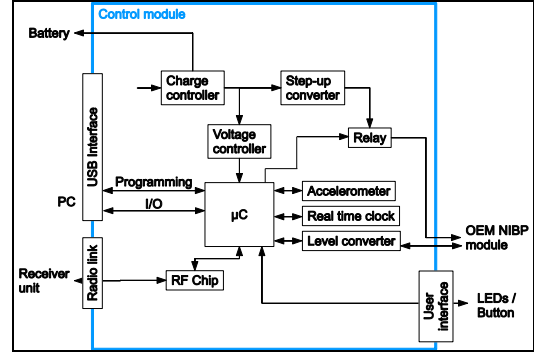 Control module
Battery
Charge
controller
Step-up
converter
Voltage
controller
Relay
USB Interface
Programming
PC
I/O
µC
Accelerometer
Real time clock
Level converter
OEM NIBP
module
Receiver
unit
Radio link
RF Chip
User
interface
LEDs /
Button